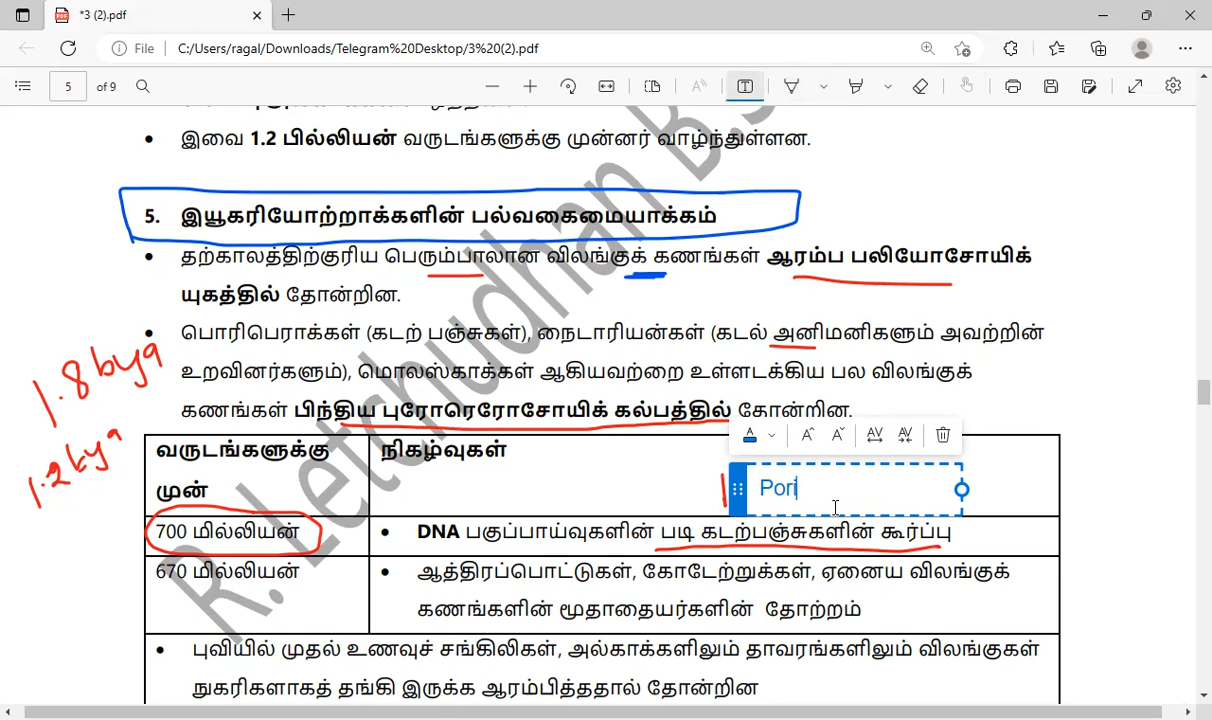 *3 (2).pdf
File C:/Users/ragal/Downloads/Telegram%20Desktop/3%20(2).pdf
5 of 9
இவை 1.2 பில்லியன் வருடங்களுக்கு முன்னர் வாழ்ந்துள்ளன.
5. இயூகரியோற்றாக்களின் பல்வகைமையாக்கம்
தற்காலத்திற்குரிய பெரும்பாலான விலங்குக் கணங்கள் ஆரம்ப பலியோசோயிக்
யுகத்தில் தோன்றின.
பொரிபெராக்கள் (கடற் பஞ்சுகள்), நைடாரியன்கள் (கடல் அனிமனிகளும் அவற்றின்
உறவினர்களும்), மொலஸ்காக்கள் ஆகியவற்றை உள்ளடக்கிய பல விலங்குக்
கணங்கள் பிந்திய புரோரெரோசோயிக் கல்பத்தில் தோன்றின.
1.8 bya
1.2 bya
வருடங்களுக்கு முன்
நிகழ்வுகள்
Pori
700 மில்லியன்
DNA பகுப்பாய்வுகளின் படி கடற்பஞ்சுகளின் கூர்ப்பு
670 மில்லியன்
ஆத்திரப்பொட்டுகள், கோடேற்றுக்கள், ஏனைய விலங்குக்
கணங்களின் மூதாதையர்களின் தோற்றம்
புவியில் முதல் உணவுச் சங்கிலிகள், அல்காக்களிலும் தாவரங்களிலும் விலங்குகள்
நுகரிகளாகத் தங்கி இருக்க ஆரம்பித்ததால் தோன்றின
R. Letchudhan B.S